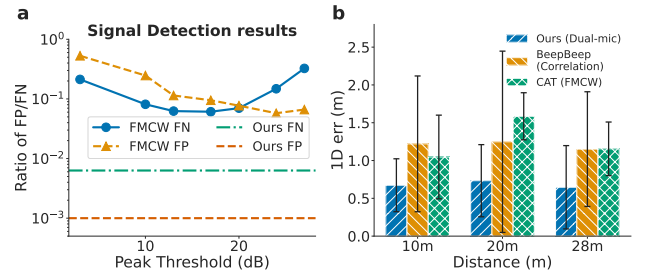 a
Signal Detection results
Ratio of FP/FN
10⁰
10⁻¹
10⁻²
10⁻³
FMCW FN
FMCW FP
Ours FN
Ours FP
10
20
Peak Threshold (dB)
b
1D err (m)
2.5
2.0
1.5
1.0
0.5
0.0
Ours (Dual-mic)
BeepBeep
(Correlation)
CAT (FMCW)
10m
20m
28m
Distance (m)